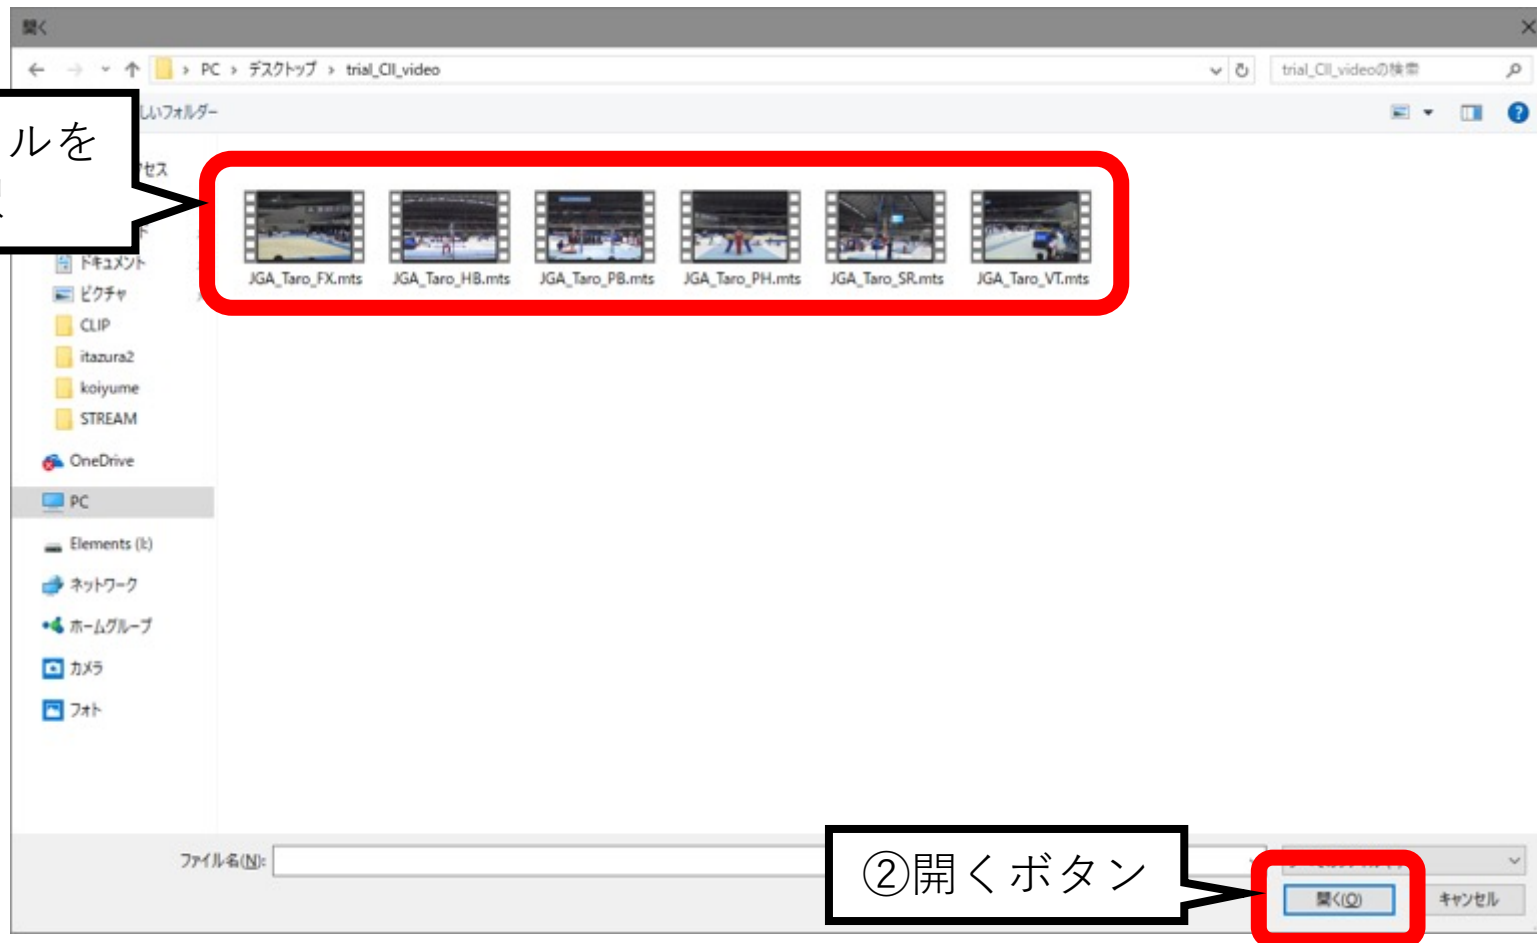 開く
PC › デスクトップ › trial_CII_video
trial_CII_videoの検索
しいフォルダー
ルを
セス
ドキュメント
ピクチャ
CLIP
itazura2
koiyume
STREAM
OneDrive
PC
Elements (I:)
ネットワーク
ホームグループ
カメラ
フォト
JGA_Taro_FX.mts
JGA_Taro_HB.mts
JGA_Taro_PB.mts
JGA_Taro_PH.mts
JGA_Taro_SR.mts
JGA_Taro_VT.mts
ファイル名(N):
②開くボタン
開く(O)
キャンセル